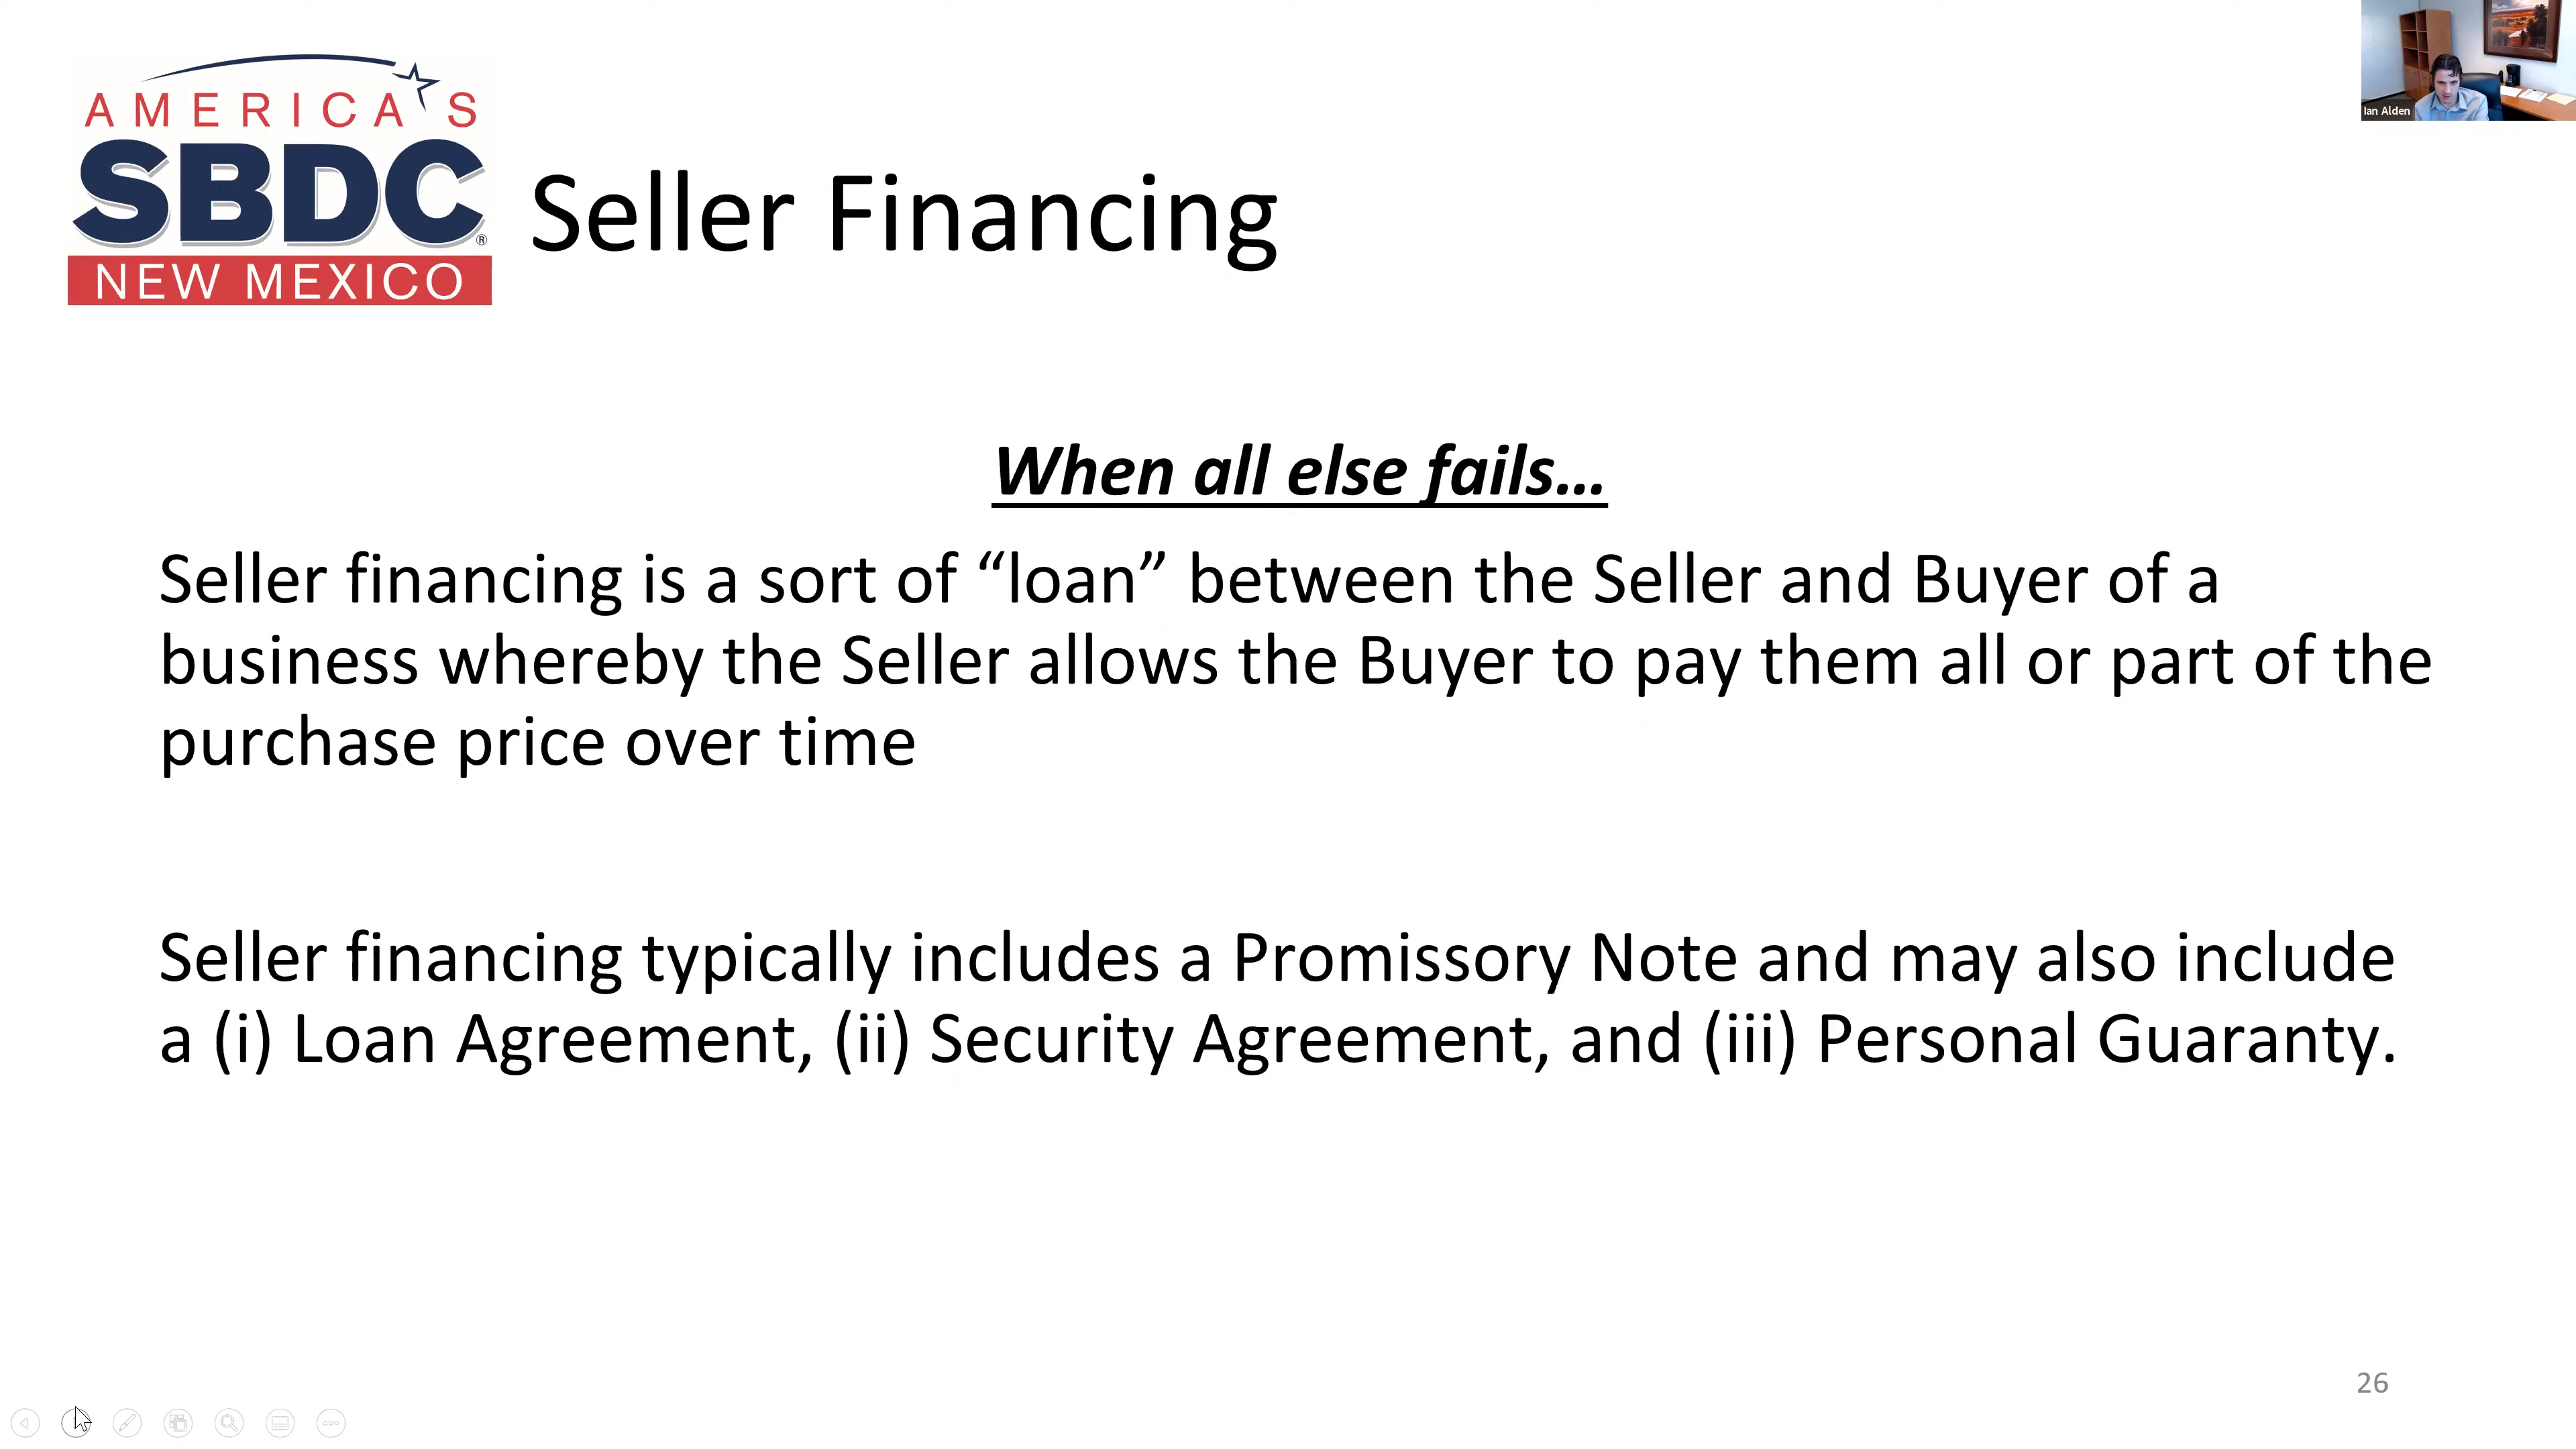 AMERICA'S
SBDC®
NEW MEXICO
Ian Alden
Seller Financing
When all else fails...
Seller financing is a sort of “loan” between the Seller and Buyer of a
business whereby the Seller allows the Buyer to pay them all or part of the
purchase price over time
Seller financing typically includes a Promissory Note and may also include
a (i) Loan Agreement, (ii) Security Agreement, and (iii) Personal Guaranty.
26